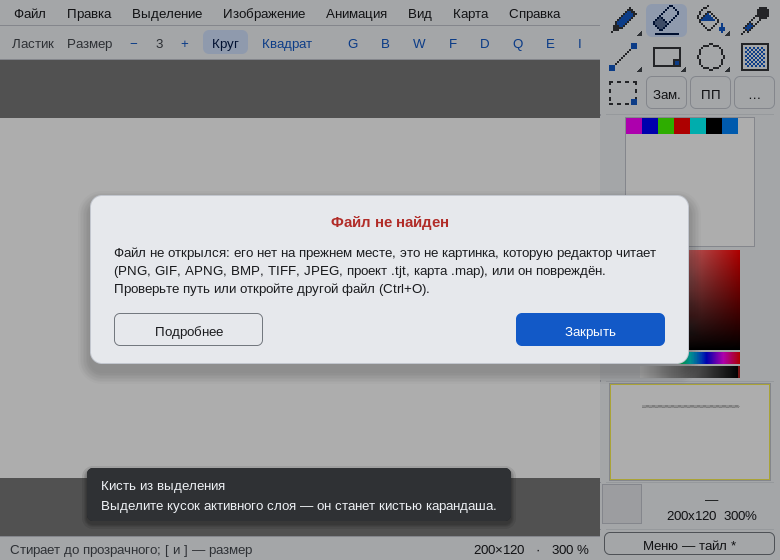 Файл Правка Выделение Изображение Анимация Вид Карта Справка
Ластик Размер − 3 + Круг Квадрат G B W F D Q E I
Зам. ПП ...
Файл не найден
Файл не открылся: его нет на прежнем месте, это не картинка, которую редактор читает
(PNG, GIF, APNG, BMP, TIFF, JPEG, проект .tjt, карта .map), или он повреждён.
Проверьте путь или откройте другой файл (Ctrl+O).
Подробнее Закрыть
Кисть из выделения
Выделите кусок активного слоя — он станет кистью карандаша.
—
200x120 300%
Стирает до прозрачного; [ и ] — размер 200×120 · 300 %
Меню — тайл *